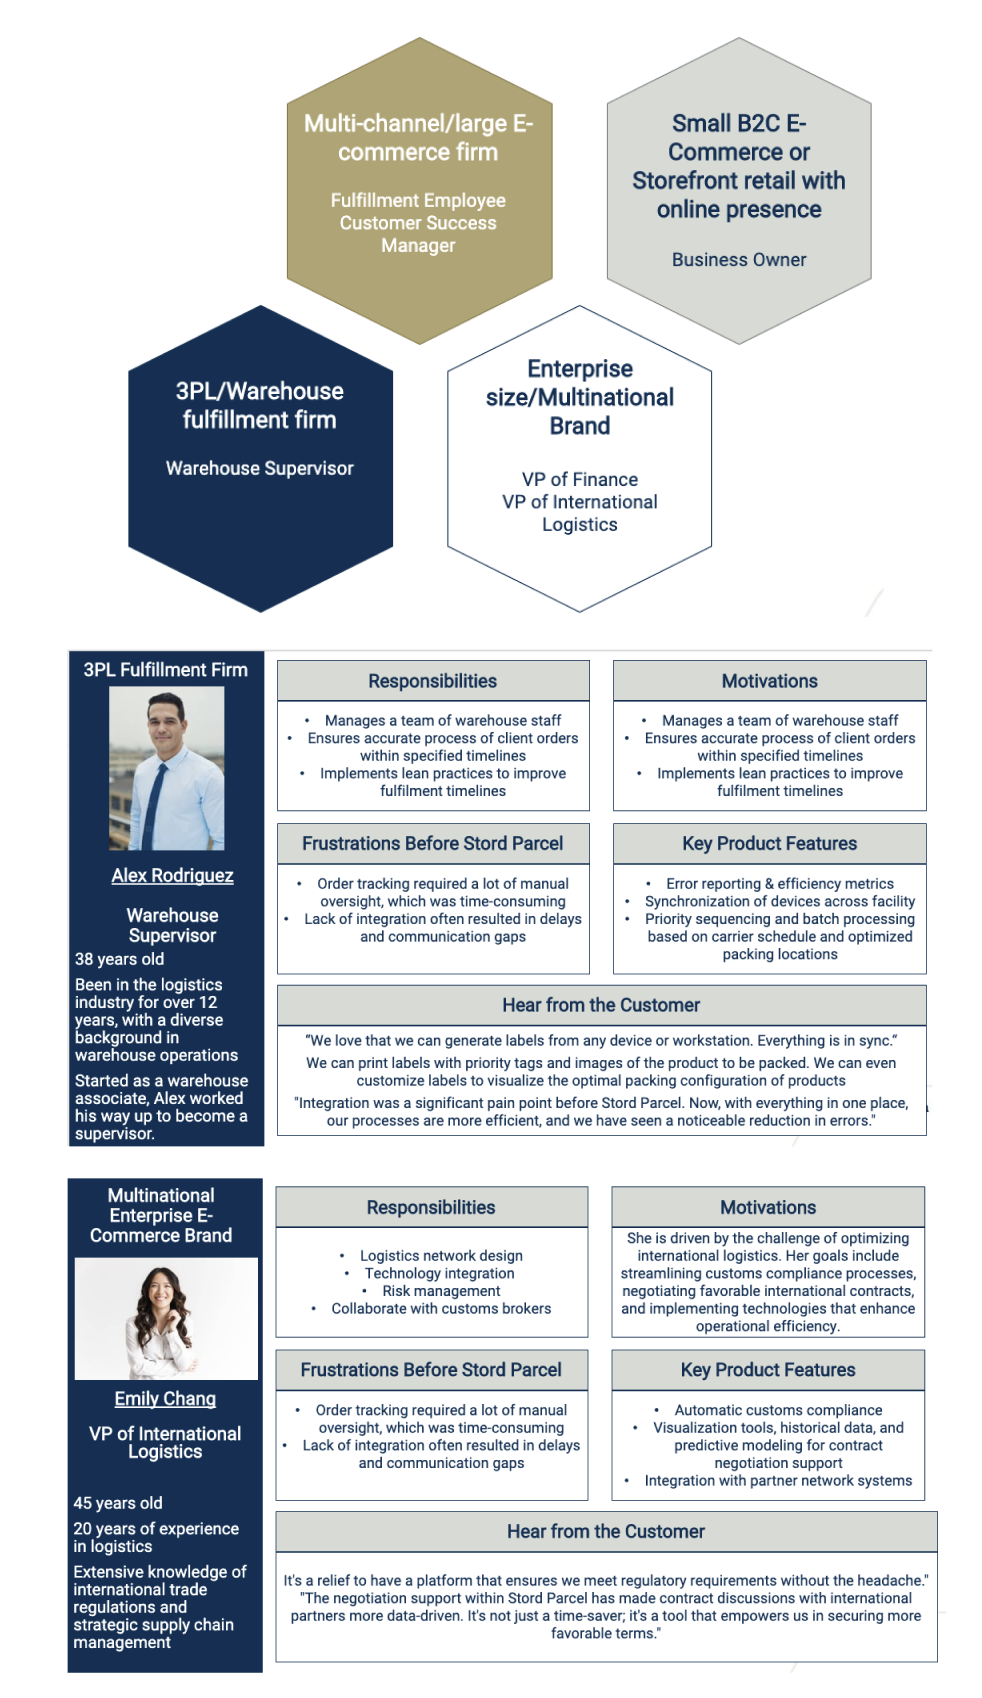 Multi-channel/large E-
commerce firm
Fulfillment Employee
Customer Success
Manager
Small B2C E-
Commerce or
Storefront retail with
online presence
Business Owner
3PL/Warehouse
fulfillment firm
Warehouse Supervisor
Enterprise
size/Multinational
Brand
VP of Finance
VP of International
Logistics
3PL Fulfillment Firm
Alex Rodriguez
Warehouse
Supervisor
38 years old
Been in the logistics
industry for over 12
years, with a diverse
background in
warehouse operations
Started as a warehouse
associate, Alex worked
his way up to become a
supervisor.
Responsibilities
• Manages a team of warehouse staff
• Ensures accurate process of client orders
within specified timelines
• Implements lean practices to improve
fulfilment timelines
Motivations
• Manages a team of warehouse staff
• Ensures accurate process of client orders
within specified timelines
• Implements lean practices to improve
fulfilment timelines
Frustrations Before Stord Parcel
• Order tracking required a lot of manual
oversight, which was time-consuming
• Lack of integration often resulted in delays
and communication gaps
Key Product Features
• Error reporting & efficiency metrics
• Synchronization of devices across facility
• Priority sequencing and batch processing
based on carrier schedule and optimized
packing locations
Hear from the Customer
“We love that we can generate labels from any device or workstation. Everything is in sync.“
We can print labels with priority tags and images of the product to be packed. We can even
customize labels to visualize the optimal packing configuration of products
"Integration was a significant pain point before Stord Parcel. Now, with everything in one place,
our processes are more efficient, and we have seen a noticeable reduction in errors."
Multinational
Enterprise E-
Commerce Brand
Emily Chang
VP of International
Logistics
45 years old
20 years of experience
in logistics
Extensive knowledge of
international trade
regulations and
strategic supply chain
management
Responsibilities
• Logistics network design
• Technology integration
• Risk management
• Collaborate with customs brokers
Motivations
She is driven by the challenge of optimizing
international logistics. Her goals include
streamlining customs compliance processes,
negotiating favorable international contracts,
and implementing technologies that enhance
operational efficiency.
Frustrations Before Stord Parcel
• Order tracking required a lot of manual
oversight, which was time-consuming
• Lack of integration often resulted in delays
and communication gaps
Key Product Features
• Automatic customs compliance
• Visualization tools, historical data, and
predictive modeling for contract
negotiation support
• Integration with partner network systems
Hear from the Customer
It's a relief to have a platform that ensures we meet regulatory requirements without the headache."
"The negotiation support within Stord Parcel has made contract discussions with international
partners more data-driven. It's not just a time-saver; it's a tool that empowers us in securing more
favorable terms."